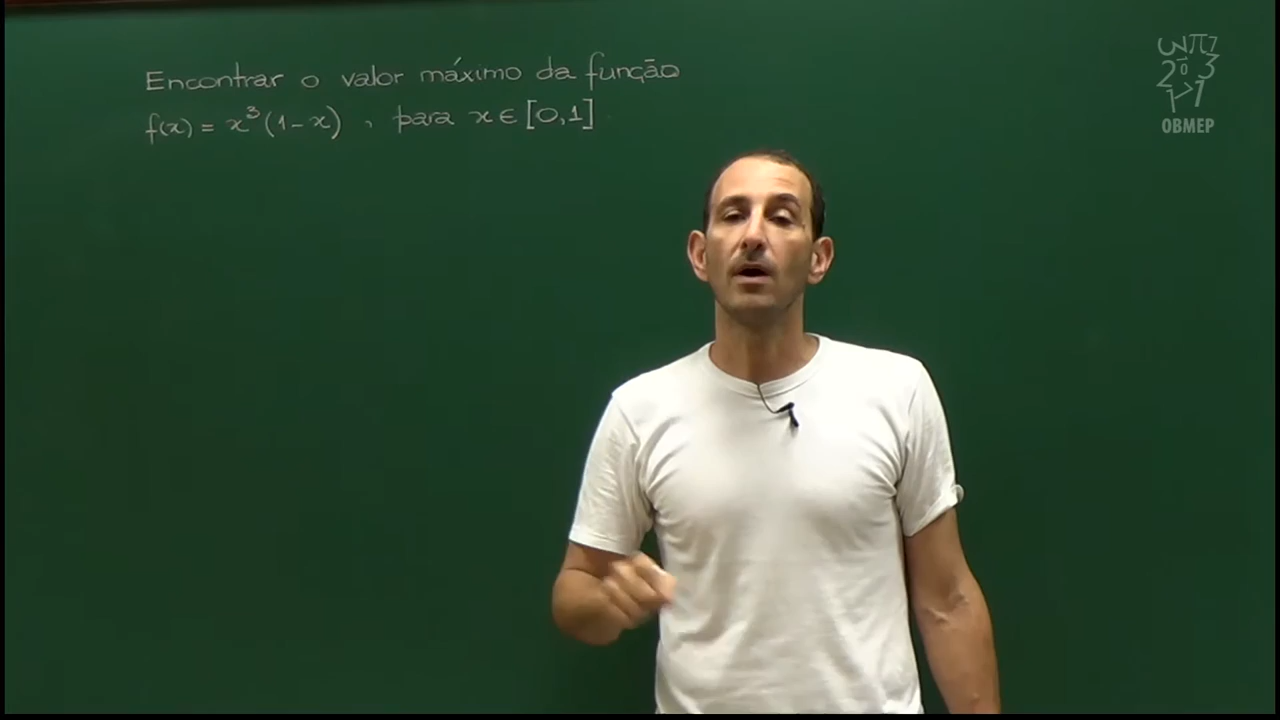 Encontrar o valor máximo da função
f(x) = x³(1-x), para x ∈ [0,1]
OBMEP